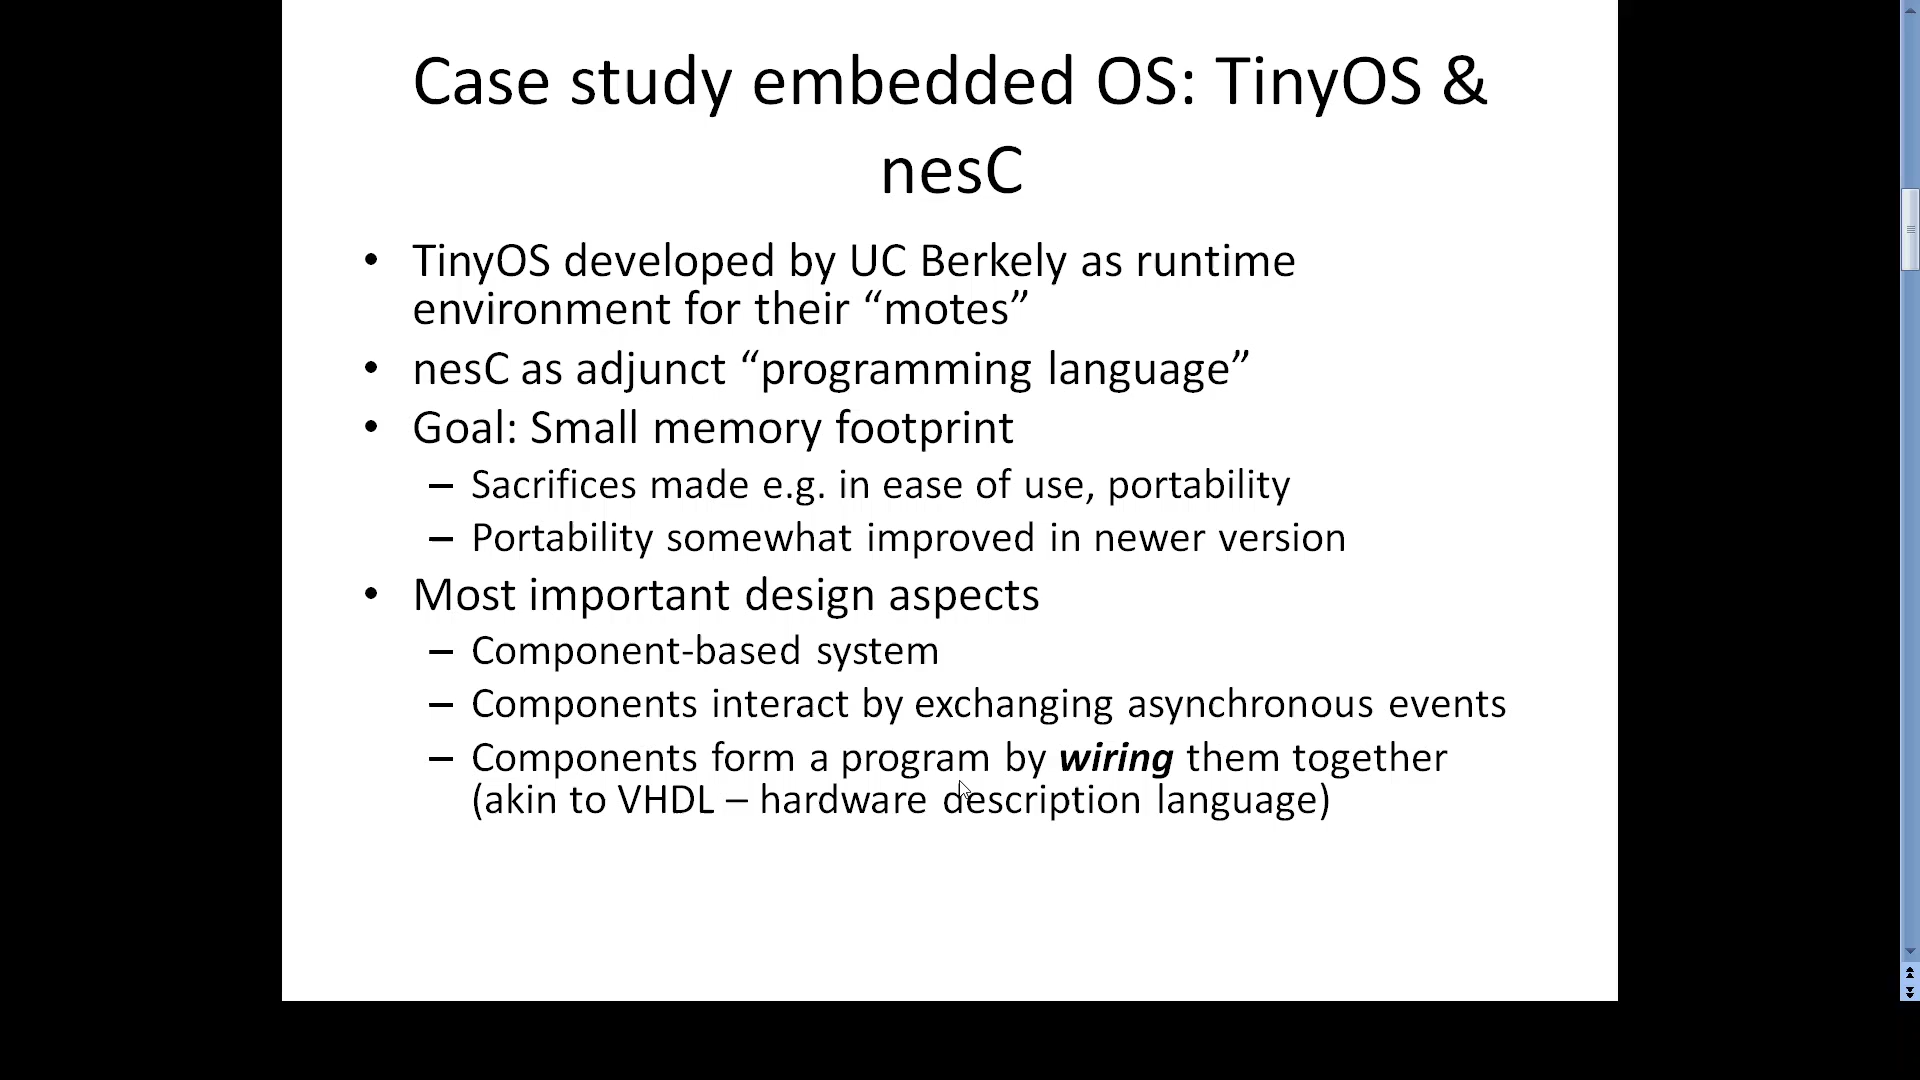 Case study embedded OS: TinyOS &
nesC
• TinyOS developed by UC Berkely as runtime
environment for their “motes”
• nesC as adjunct “programming language”
• Goal: Small memory footprint
– Sacrifices made e.g. in ease of use, portability
– Portability somewhat improved in newer version
• Most important design aspects
– Component-based system
– Components interact by exchanging asynchronous events
– Components form a program by wiring them together
(akin to VHDL – hardware description language)